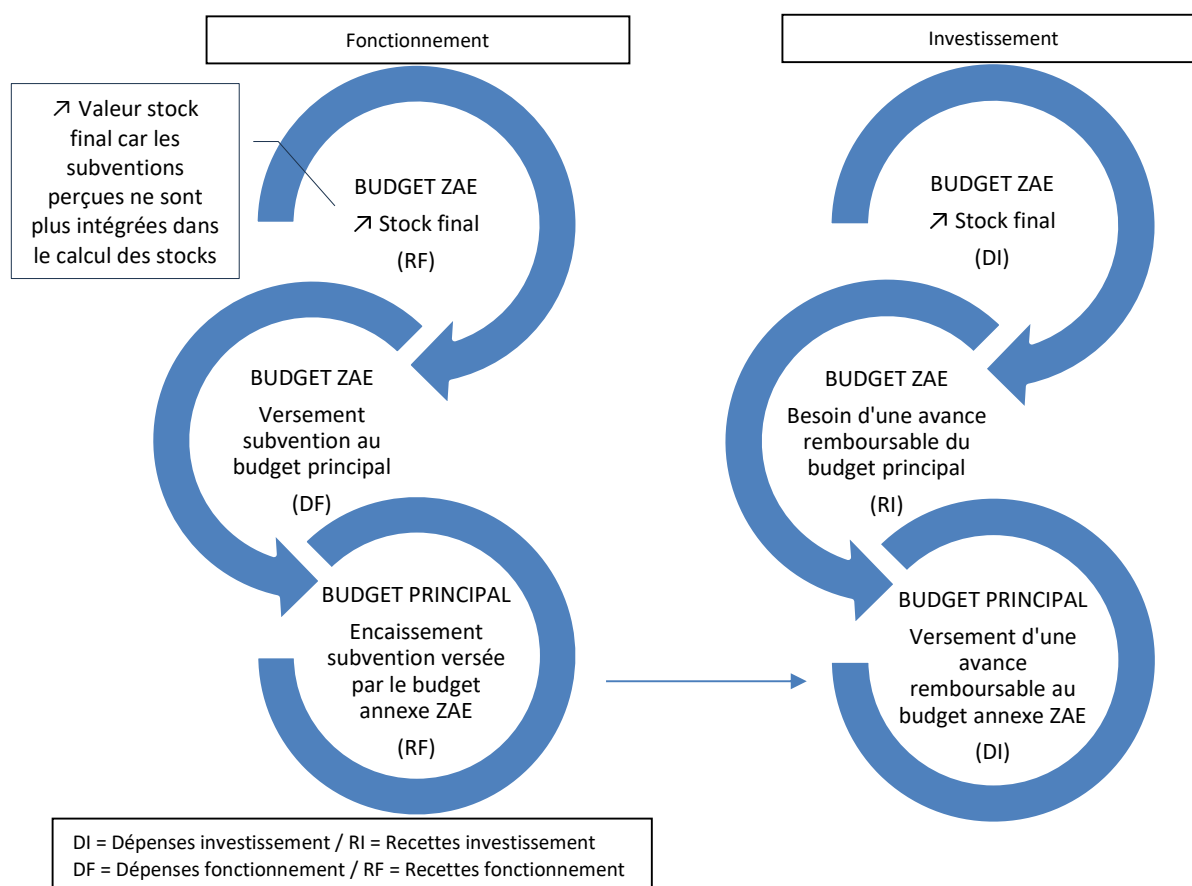 Fonctionnement
Investissement
↗ Valeur stock
final car les
subventions
perçues ne sont
plus intégrées dans
le calcul des stocks
BUDGET ZAE
↗ Stock final
(RF)
BUDGET ZAE
Versement
subvention au
budget principal
(DF)
BUDGET PRINCIPAL
Encaissement
subvention versée
par le budget
annexe ZAE
(RF)
BUDGET ZAE
↗ Stock final
(DI)
BUDGET ZAE
Besoin d'une avance
remboursable du
budget principal
(RI)
BUDGET PRINCIPAL
Versement d'une
avance
remboursable au
budget annexe ZAE
(DI)
DI = Dépenses investissement / RI = Recettes investissement
DF = Dépenses fonctionnement / RF = Recettes fonctionnement